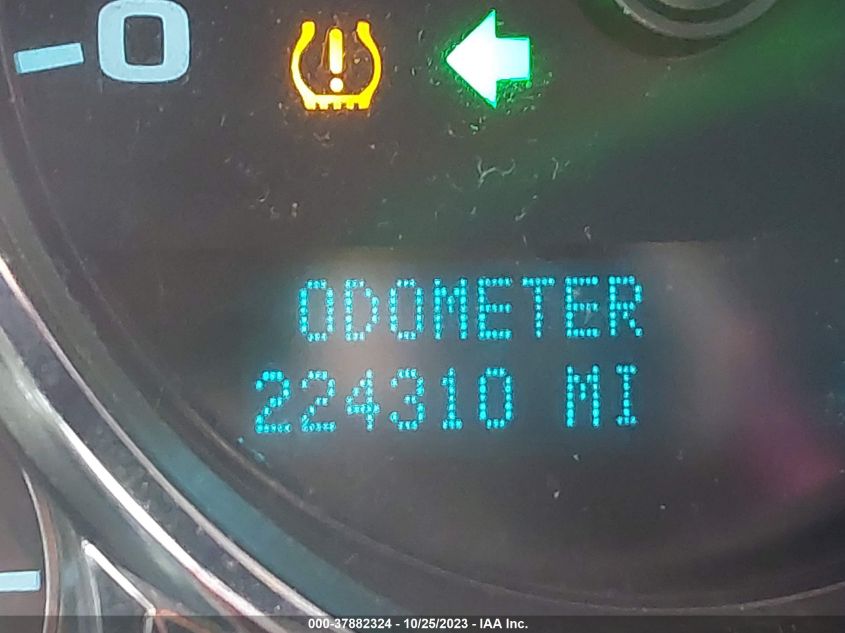 0
ODOMETER
224310 MI
000-37882324 - 10/25/2023 - IAA Inc.